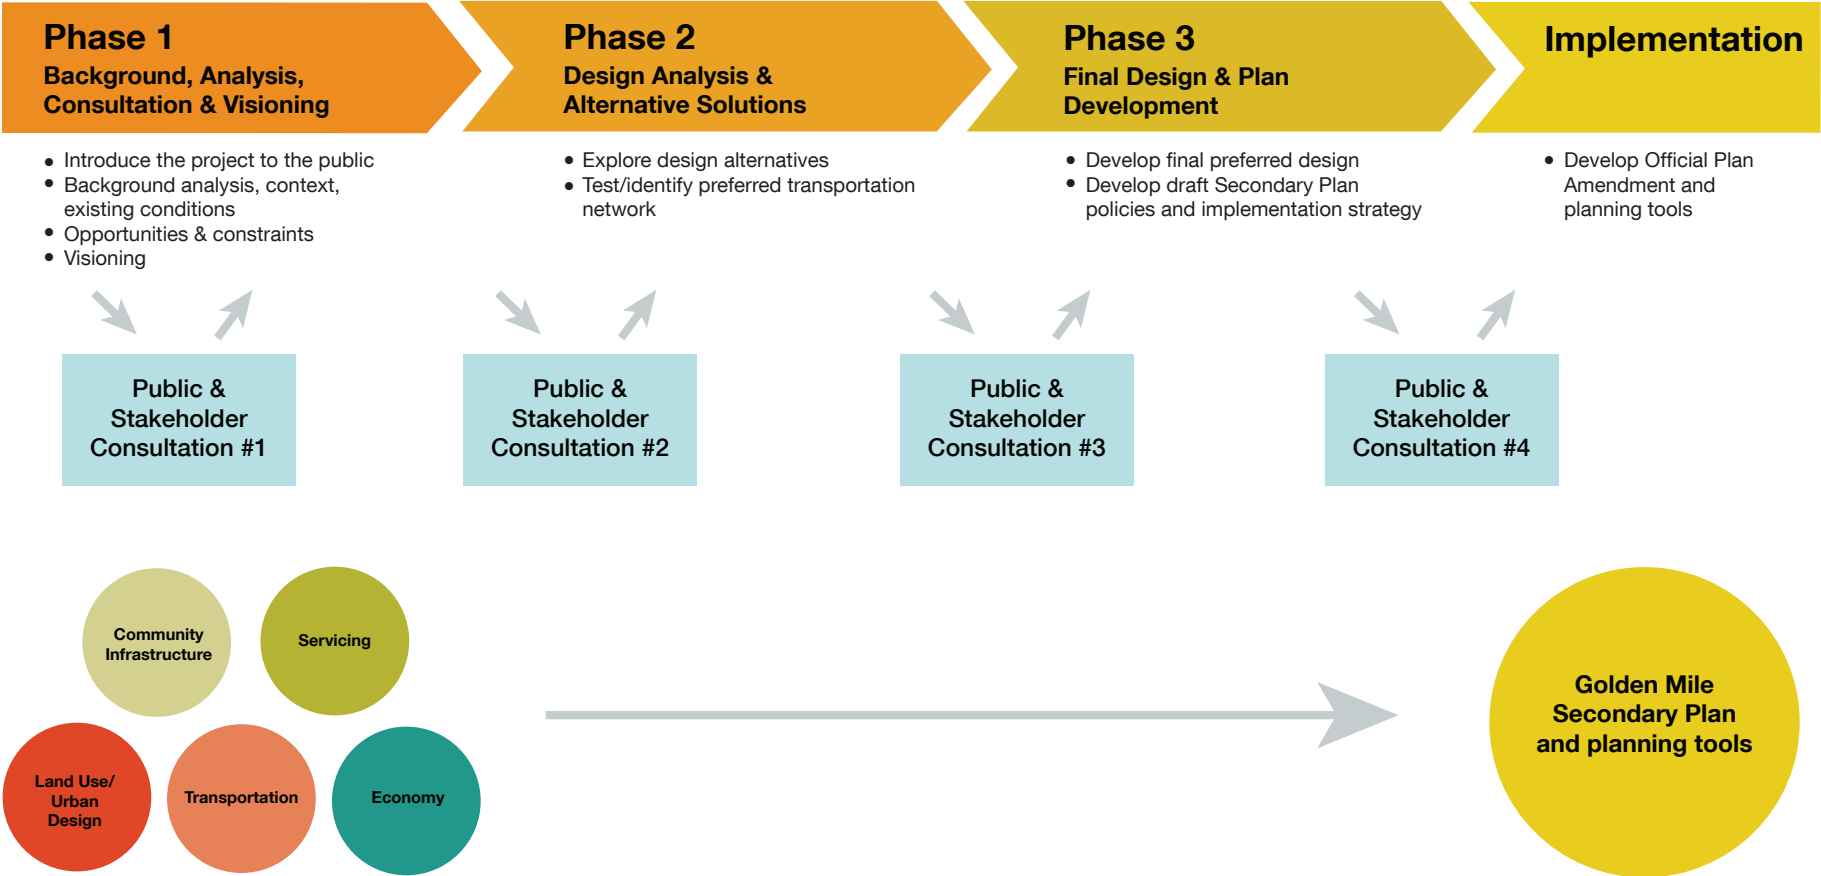 Phase 1
Background, Analysis,
Consultation & Visioning
• Introduce the project to the public
• Background analysis, context,
existing conditions
• Opportunities & constraints
• Visioning
Phase 2
Design Analysis &
Alternative Solutions
• Explore design alternatives
• Test/identify preferred transportation
network
Phase 3
Final Design & Plan
Development
• Develop final preferred design
• Develop draft Secondary Plan
policies and implementation strategy
Implementation
• Develop Official Plan
Amendment and
planning tools
Public &
Stakeholder
Consultation #1
Public &
Stakeholder
Consultation #2
Public &
Stakeholder
Consultation #3
Public &
Stakeholder
Consultation #4
Community
Infrastructure
Servicing
Land Use/
Urban
Design
Transportation
Economy
Golden Mile
Secondary Plan
and planning tools